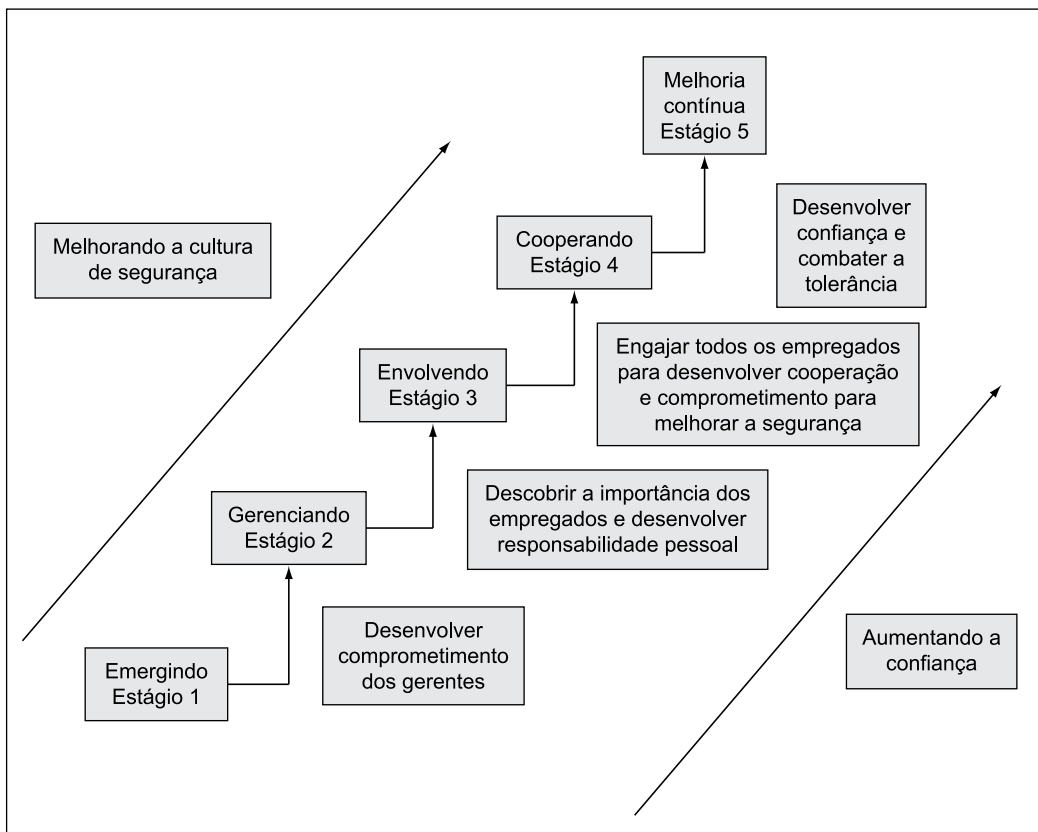 Melhoria
contínua
Estágio 5
Desenvolver
confiança e
combater a
tolerância
Melhorando a cultura
de segurança
Cooperando
Estágio 4
Engajar todos os empregados
para desenvolver cooperação
e comprometimento para
melhorar a segurança
Envolvendo
Estágio 3
Descobrir a importância dos
empregados e desenvolver
responsabilidade pessoal
Gerenciando
Estágio 2
Desenvolver
comprometimento
dos gerentes
Aumentando a
confiança
Emergindo
Estágio 1